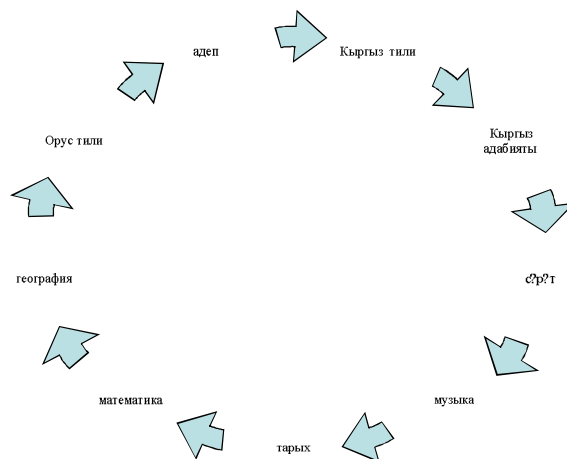 адеп
Кыргыз тили
Кыргыз
адабияты
с?р?т
музыка
тарых
математика
география
Орус тили